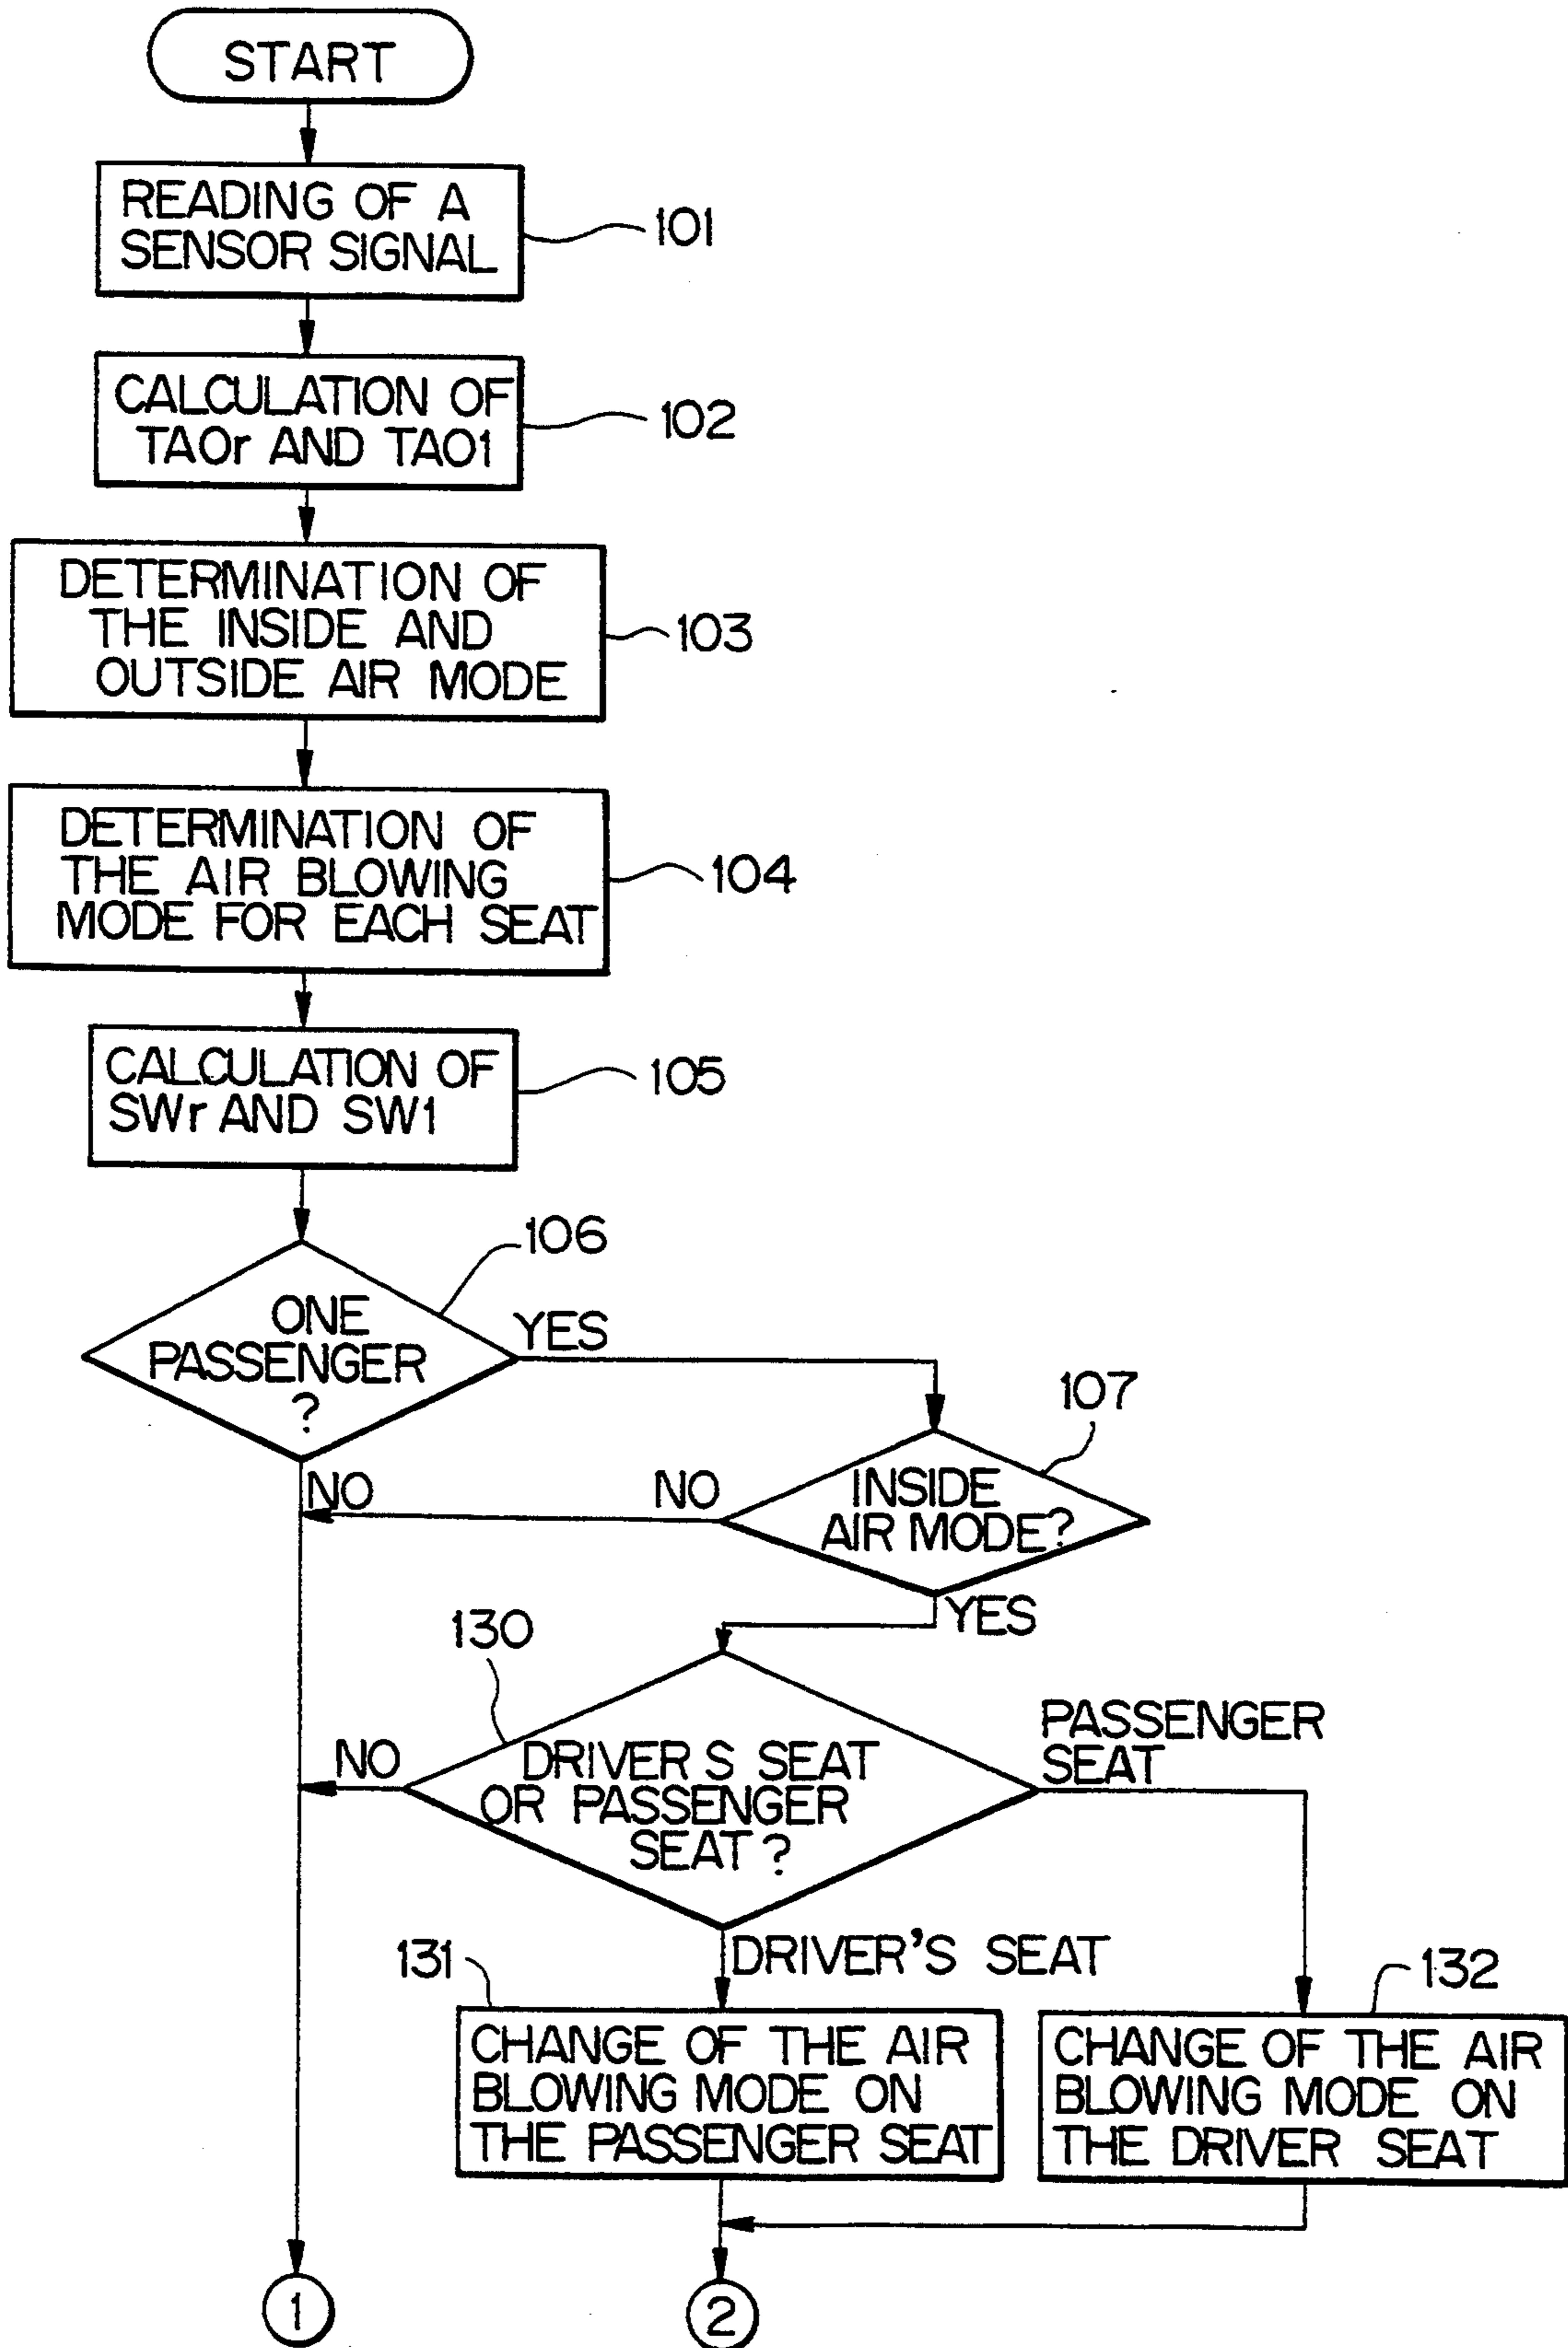 START
READING OF A
SENSOR SIGNAL
101
CALCULATION OF
TAOr AND TAO1
102
DETERMINATION OF
THE INSIDE AND
OUTSIDE AIR MODE
103
DETERMINATION OF
THE AIR BLOWING
MODE FOR EACH SEAT
104
CALCULATION OF
SWr AND SW1
105
106
ONE
PASSENGER
?
YES
107
NO
NO
INSIDE
AIR MODE?
YES
130
NO
DRIVER S SEAT
OR PASSENGER
SEAT?
PASSENGER
SEAT
DRIVER'S SEAT
131
CHANGE OF THE AIR
BLOWING MODE ON
THE PASSENGER SEAT
132
CHANGE OF THE AIR
BLOWING MODE ON
THE DRIVER SEAT
1
2